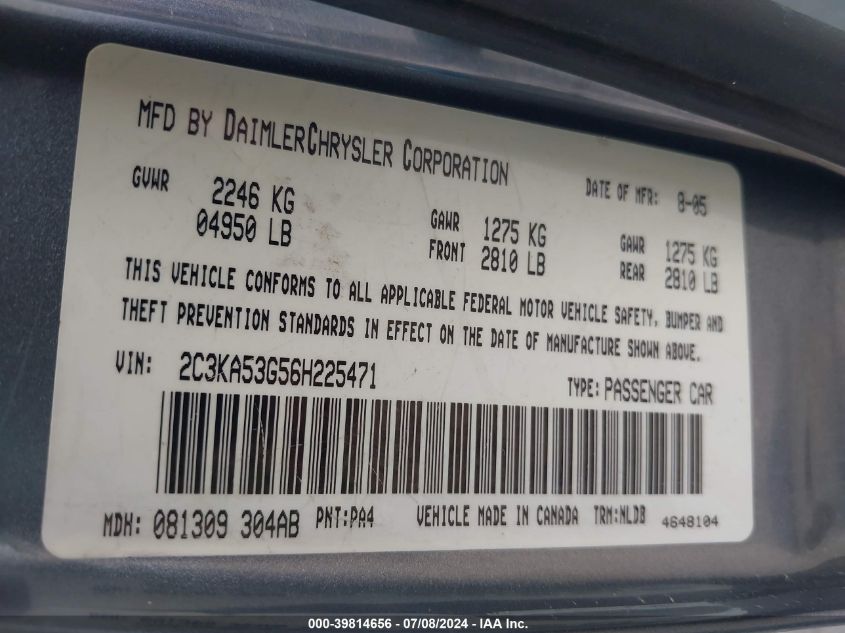 MFD BY DAIMLERCHRYSLER CORPORATION
DATE OF MFR: 8-05
GVWR 2246 KG
04950 LB
GAWR FRONT 1275 KG
2810 LB
GAWR REAR 1275 KG
2810 LB
THIS VEHICLE CONFORMS TO ALL APPLICABLE FEDERAL MOTOR VEHICLE SAFETY, BUMPER AND
THEFT PREVENTION STANDARDS IN EFFECT ON THE DATE OF MANUFACTURE SHOWN ABOVE.
VIN: 2C3KA53G56H225471
TYPE: PASSENGER CAR
MDH: 081309 304AB PNT:PA4 VEHICLE MADE IN CANADA TRM:NLDB 4648104
000-39814656 - 07/08/2024 - IAAI Inc.